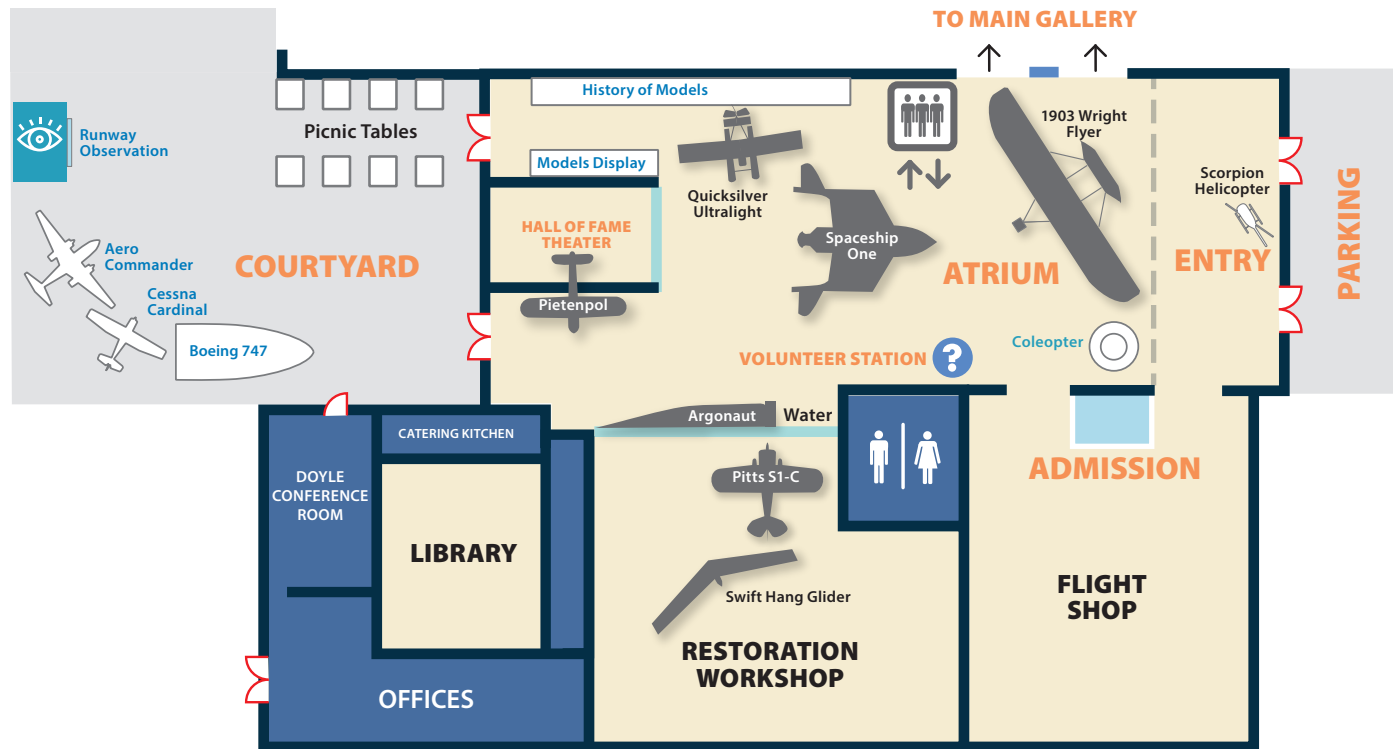 TO MAIN GALLERY
History of Models
Picnic Tables
Runway
Observation
Models Display
1903 Wright
Flyer
Scorpion
Helicopter
Quicksilver
Ultralight
HALL OF FAME
THEATER
Spaceship
One
Aero
Commander
COURTYARD
ATRIUM
ENTRY
PARKING
Cessna
Cardinal
Pietenpol
Boeing 747
VOLUNTEER STATION
?
Coleopter
Argonaut
Water
CATERING KITCHEN
DOYLE
CONFERENCE
ROOM
Pitts S1-C
ADMISSION
LIBRARY
Swift Hang Glider
FLIGHT
SHOP
RESTORATION
WORKSHOP
OFFICES